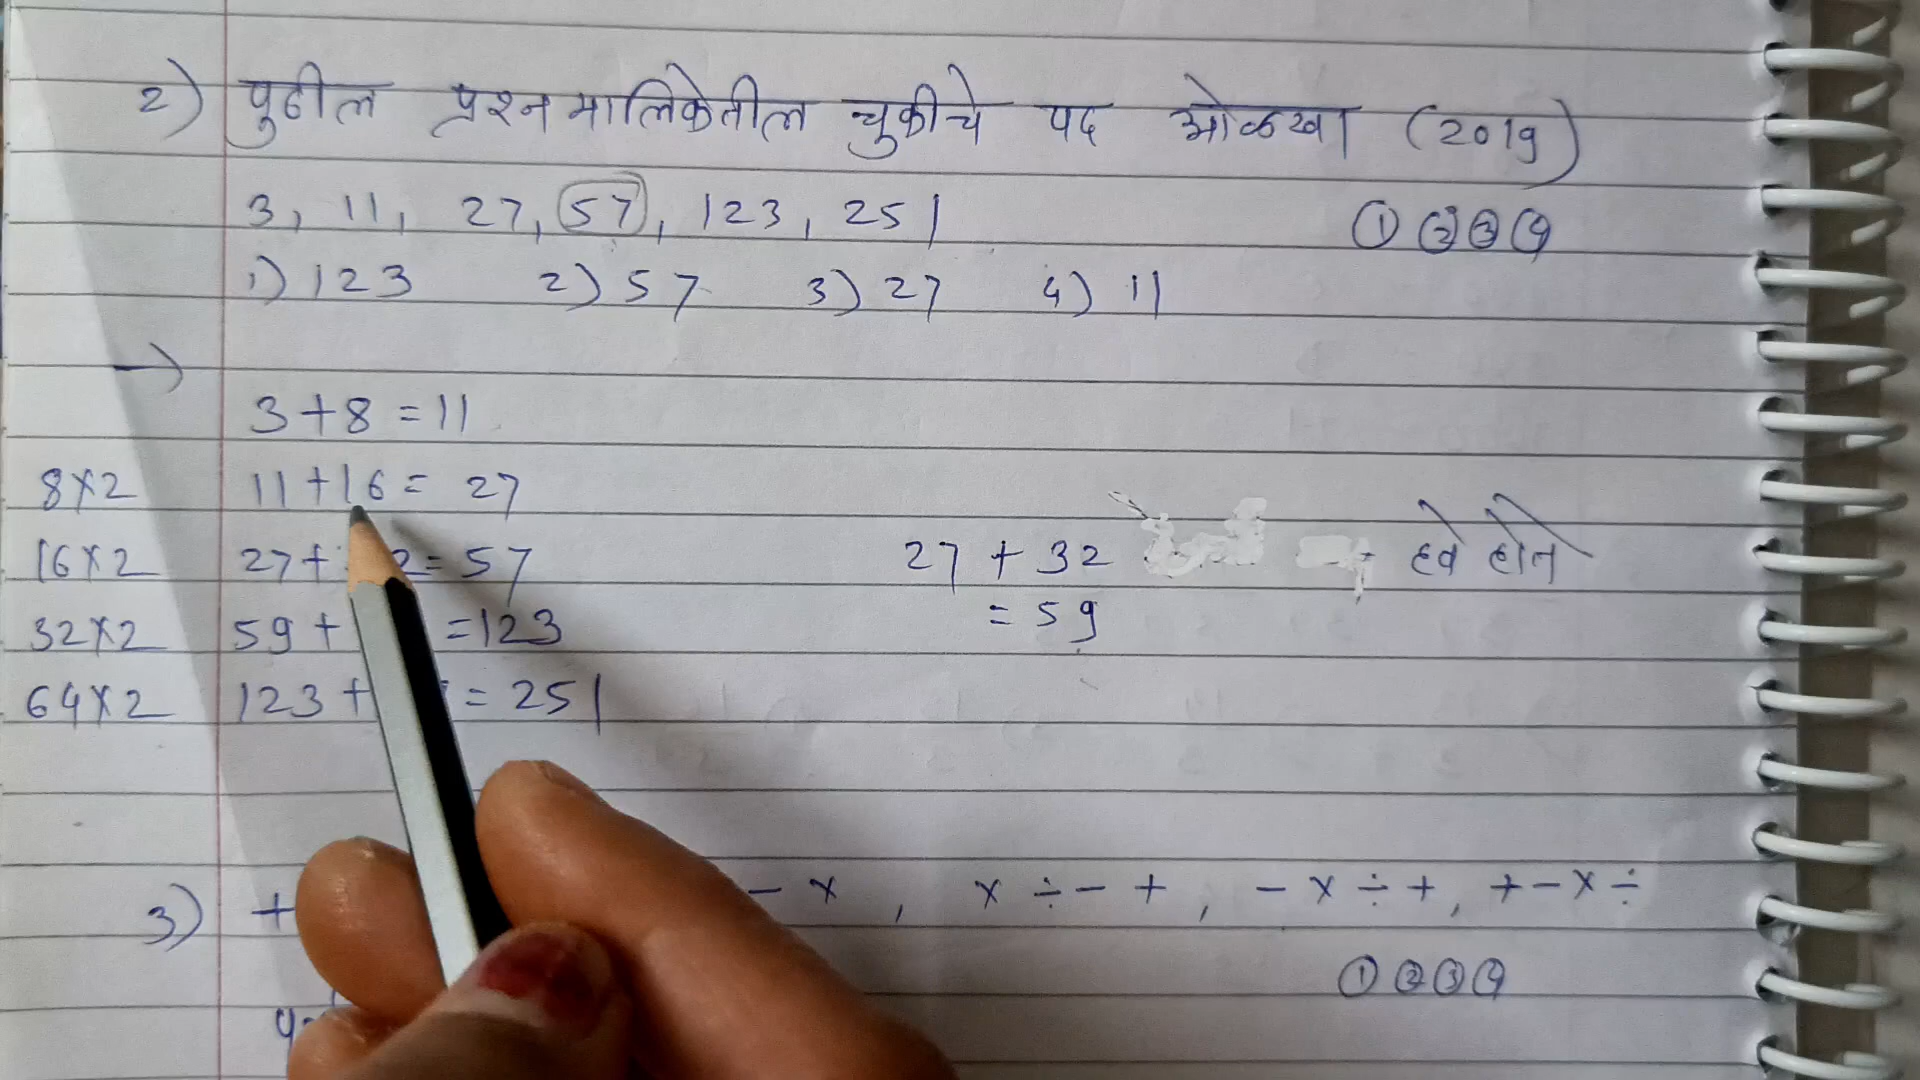 2) पुढील प्रश्नमालिकेतील चुकीचे पद ओळखा (2019)
3, 11, 27, 57, 123, 251
① ② ③ ④
1) 123 2) 57 3) 27 4) 11
→
3 + 8 = 11
8×2 11 + 16 = 27
16×2 27 + 2 = 57
27 + 32 हवे होते
= 59
32×2 59 + = 123
64×2 123 + = 251
3) + − × , × ÷ − + , − × ÷ + , + − × ÷
① ② ③ ④